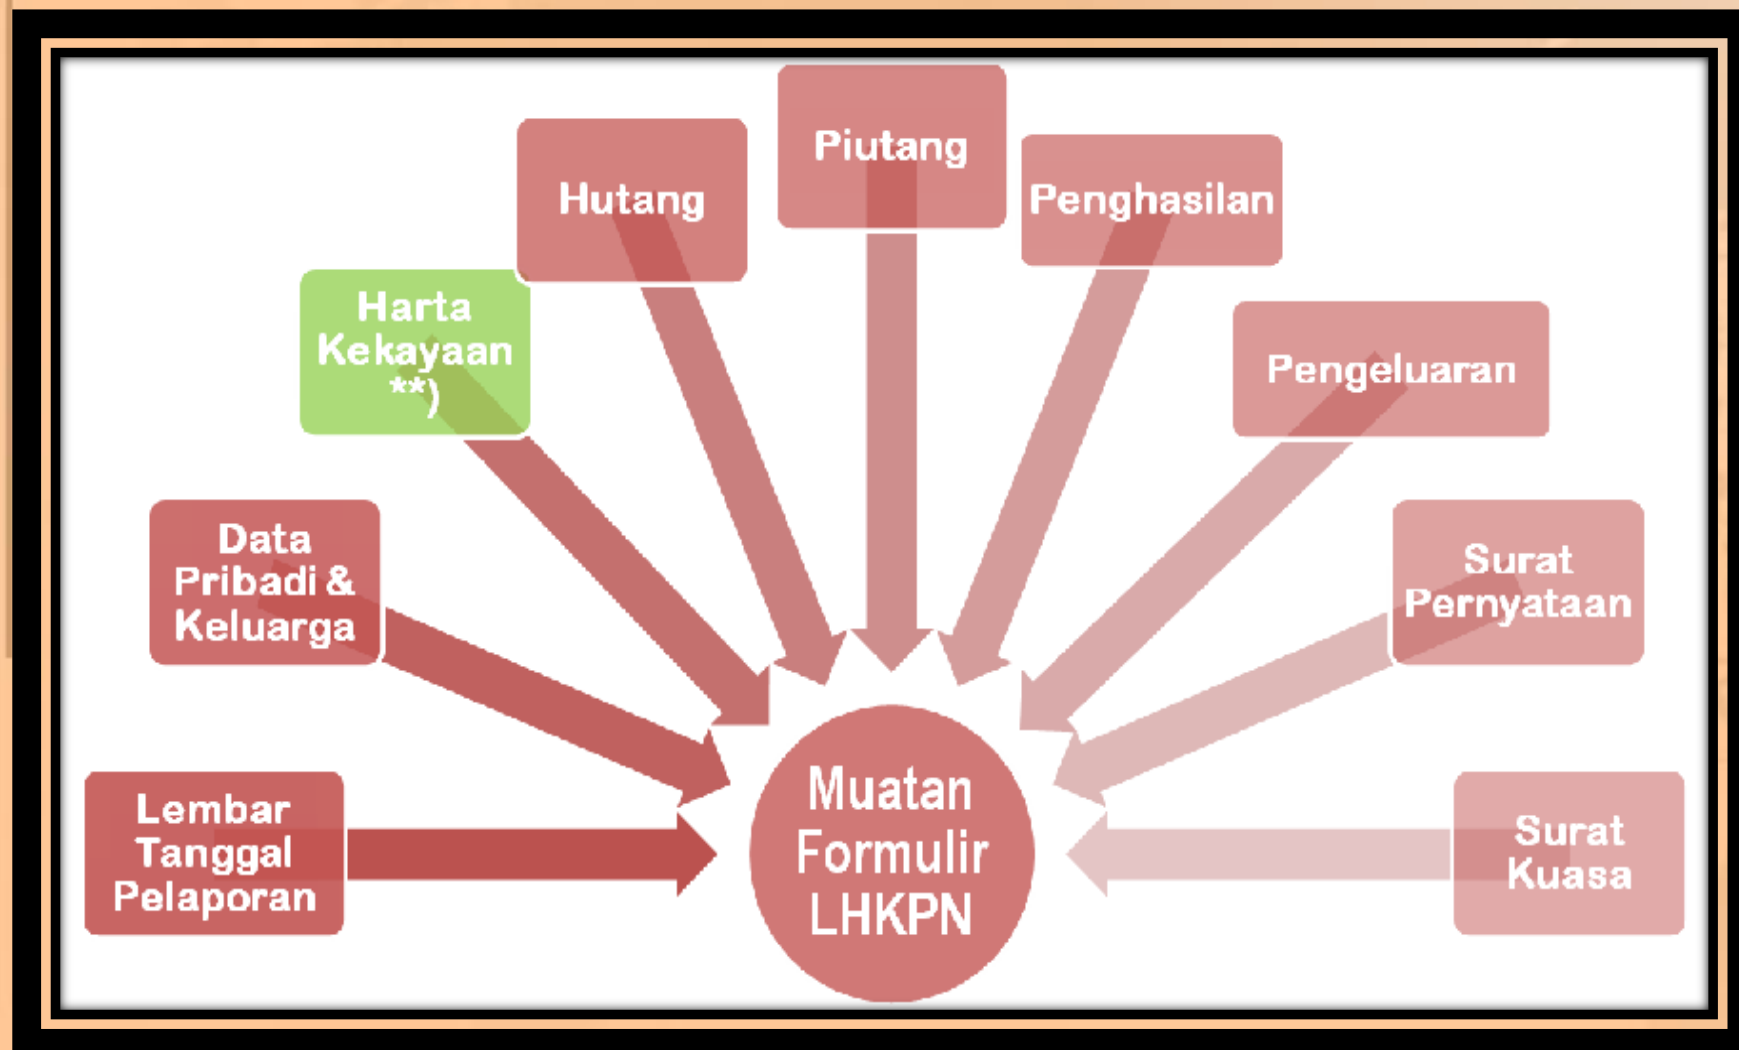 Piutang
Hutang
Penghasilan
Harta
Kekayaan
**)
Pengeluaran
Data
Pribadi &
Keluarga
Surat
Pernyataan
Lembar
Tanggal
Pelaporan
Muatan
Formulir
LHKPN
Surat
Kuasa